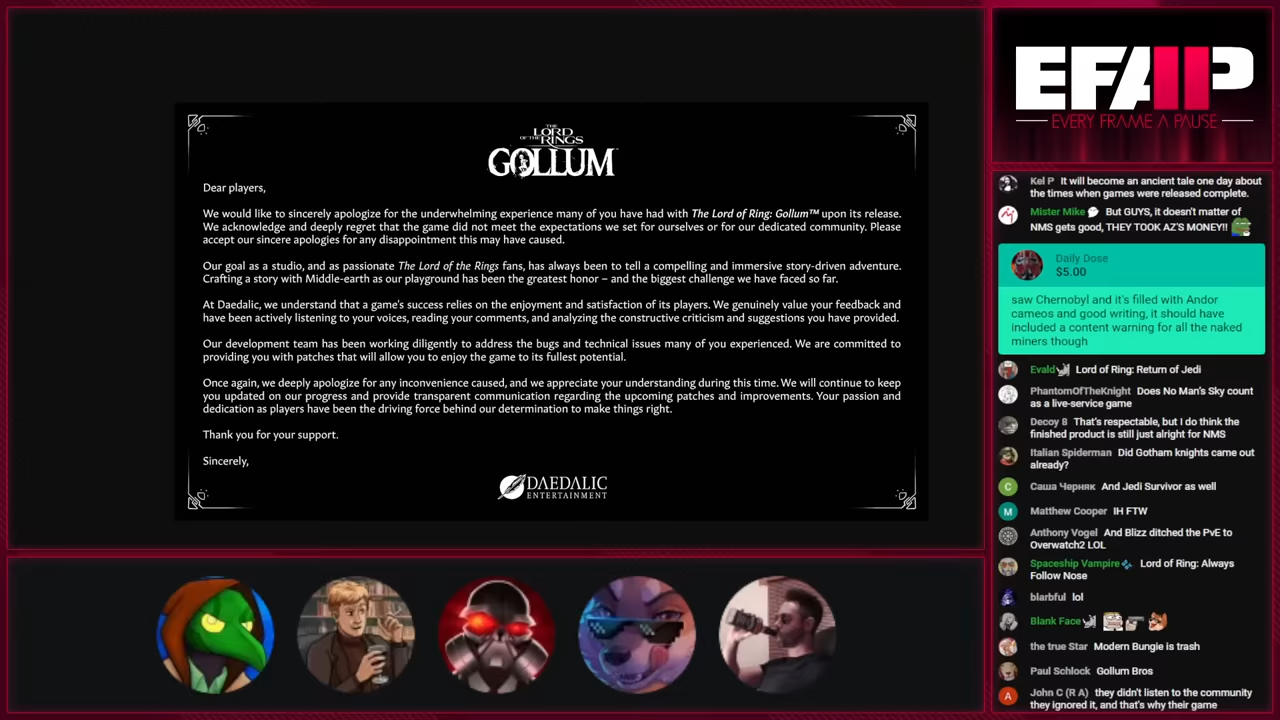 THE
LORD
OF THE RINGS
GOLLUM™
Dear players,
We would like to sincerely apologize for the underwhelming experience many of you have had with The Lord of Ring: Gollum™ upon its release.
We acknowledge and deeply regret that the game did not meet the expectations we set for ourselves or for our dedicated community. Please
accept our sincere apologies for any disappointment this may have caused.
Our goal as a studio, and as passionate The Lord of the Rings fans, has always been to tell a compelling and immersive story-driven adventure.
Crafting a story with Middle-earth as our playground has been the greatest honor – and the biggest challenge we have faced so far.
At Daedalic, we understand that a game's success relies on the enjoyment and satisfaction of its players. We genuinely value your feedback and
have been actively listening to your voices, reading your comments, and analyzing the constructive criticism and suggestions you have provided.
Our development team has been working diligently to address the bugs and technical issues many of you experienced. We are committed to
providing you with patches that will allow you to enjoy the game to its fullest potential.
Once again, we deeply apologize for any inconvenience caused, and we appreciate your understanding during this time. We will continue to keep
you updated on our progress and provide transparent communication regarding the upcoming patches and improvements. Your passion and
dedication as players have been the driving force behind our determination to make things right.
Thank you for your support.
Sincerely,
DAEDALIC
ENTERTAINMENT
EFAP
EVERY FRAME A PAUSE
Kel P It will become an ancient tale one day about
the times when games were released complete.
Mister Mike But GUYS, it doesn't matter of
NMS gets good, THEY TOOK AZ'S MONEY!!
Daily Dose
$5.00
saw Chernobyl and it's filled with Andor
cameos and good writing, it should have
included a content warning for all the naked
miners though
Evald Lord of Ring: Return of Jedi
PhantomOfTheKnight Does No Man's Sky count
as a live-service game
Decoy 8 That's respectable, but I do think the
finished product is still just alright for NMS
Italian Spiderman Did Gotham knights came out
already?
C Саша Черняк And Jedi Survivor as well
M Matthew Cooper IH FTW
Anthony Vogel And Blizz ditched the PvE to
Overwatch2 LOL
Spaceship Vampire Lord of Ring: Always
Follow Nose
blarbful lol
Blank Face
the true Star Modern Bungie is trash
Paul Schlock Gollum Bros
A John C (R A) they didn't listen to the community
they ignored it, and that's why their game